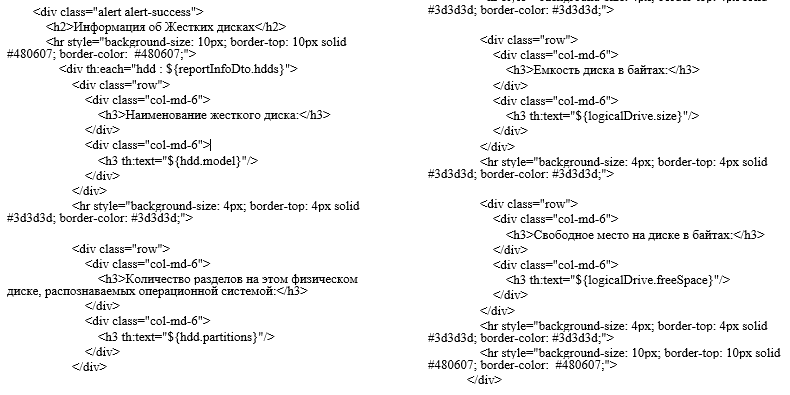 <div class="alert alert-success">
<h2>Информация об Жестких дисках</h2>
<hr style="background-size: 10px; border-top: 10px solid
#480607; border-color:  #480607;">
<div th:each="hdd : ${reportInfoDto.hdds}">
<div class="row">
<div class="col-md-6">
<h3>Наименование жесткого диска:</h3>
</div>
<div class="col-md-6">
<h3 th:text="${hdd.model}"/>
</div>
</div>
<hr style="background-size: 4px; border-top: 4px solid
#3d3d3d; border-color: #3d3d3d;">
<div class="row">
<div class="col-md-6">
<h3>Количество разделов на этом физическом
диске, распознаваемых операционной системой:</h3>
</div>
<div class="col-md-6">
<h3 th:text="${hdd.partitions}"/>
</div>
</div>
#3d3d3d; border-color: #3d3d3d;">
<div class="row">
<div class="col-md-6">
<h3>Емкость диска в байтах:</h3>
</div>
<div class="col-md-6">
<h3 th:text="${logicalDrive.size}"/>
</div>
</div>
<hr style="background-size: 4px; border-top: 4px solid
#3d3d3d; border-color: #3d3d3d;">
<div class="row">
<div class="col-md-6">
<h3>Свободное место на диске в байтах:</h3>
</div>
<div class="col-md-6">
<h3 th:text="${logicalDrive.freeSpace}"/>
</div>
</div>
<hr style="background-size: 4px; border-top: 4px solid
#3d3d3d; border-color: #3d3d3d;">
<hr style="background-size: 10px; border-top: 10px solid
#480607; border-color:  #480607;">
</div>